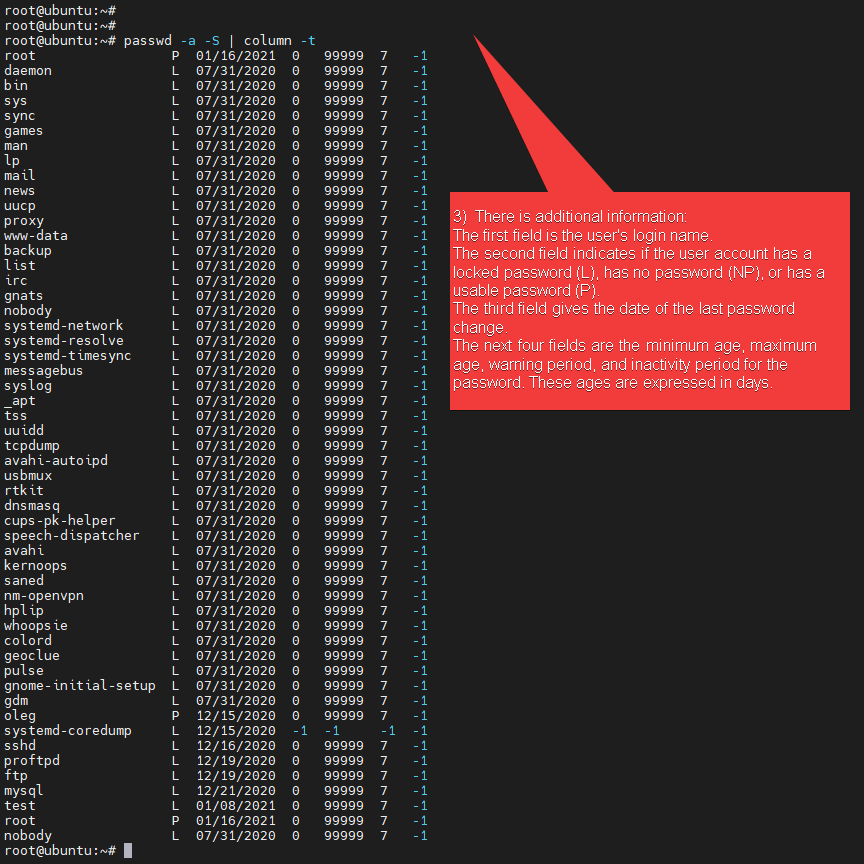 root@ubuntu:~#
root@ubuntu:~#
root@ubuntu:~# passwd -a -S | column -t
root P 01/16/2021 0 99999 7 -1
daemon L 07/31/2020 0 99999 7 -1
bin L 07/31/2020 0 99999 7 -1
sys L 07/31/2020 0 99999 7 -1
sync L 07/31/2020 0 99999 7 -1
games L 07/31/2020 0 99999 7 -1
man L 07/31/2020 0 99999 7 -1
lp L 07/31/2020 0 99999 7 -1
mail L 07/31/2020 0 99999 7 -1
news L 07/31/2020 0 99999 7 -1
uucp L 07/31/2020 0 99999 7 -1
proxy L 07/31/2020 0 99999 7 -1
www-data L 07/31/2020 0 99999 7 -1
backup L 07/31/2020 0 99999 7 -1
list L 07/31/2020 0 99999 7 -1
irc L 07/31/2020 0 99999 7 -1
gnats L 07/31/2020 0 99999 7 -1
nobody L 07/31/2020 0 99999 7 -1
systemd-network L 07/31/2020 0 99999 7 -1
systemd-resolve L 07/31/2020 0 99999 7 -1
systemd-timesync L 07/31/2020 0 99999 7 -1
messagebus L 07/31/2020 0 99999 7 -1
syslog L 07/31/2020 0 99999 7 -1
_apt L 07/31/2020 0 99999 7 -1
tss L 07/31/2020 0 99999 7 -1
uuidd L 07/31/2020 0 99999 7 -1
tcpdump L 07/31/2020 0 99999 7 -1
avahi-autoipd L 07/31/2020 0 99999 7 -1
usbmux L 07/31/2020 0 99999 7 -1
rtkit L 07/31/2020 0 99999 7 -1
dnsmasq L 07/31/2020 0 99999 7 -1
cups-pk-helper L 07/31/2020 0 99999 7 -1
speech-dispatcher L 07/31/2020 0 99999 7 -1
avahi L 07/31/2020 0 99999 7 -1
kernoops L 07/31/2020 0 99999 7 -1
saned L 07/31/2020 0 99999 7 -1
nm-openvpn L 07/31/2020 0 99999 7 -1
hplip L 07/31/2020 0 99999 7 -1
whoopsie L 07/31/2020 0 99999 7 -1
colord L 07/31/2020 0 99999 7 -1
geoclue L 07/31/2020 0 99999 7 -1
pulse L 07/31/2020 0 99999 7 -1
gnome-initial-setup L 07/31/2020 0 99999 7 -1
gdm L 07/31/2020 0 99999 7 -1
oleg P 12/15/2020 0 99999 7 -1
systemd-coredump L 12/15/2020 -1 -1 -1 -1
sshd L 12/16/2020 0 99999 7 -1
proftpd L 12/19/2020 0 99999 7 -1
ftp L 12/19/2020 0 99999 7 -1
mysql L 12/21/2020 0 99999 7 -1
test L 01/08/2021 0 99999 7 -1
root P 01/16/2021 0 99999 7 -1
nobody L 07/31/2020 0 99999 7 -1
root@ubuntu:~#
3) There is additional information:
The first field is the user's login name.
The second field indicates if the user account has a
locked password (L), has no password (NP), or has a
usable password (P).
The third field gives the date of the last password
change.
The next four fields are the minimum age, maximum
age, warning period, and inactivity period for the
password. These ages are expressed in days.